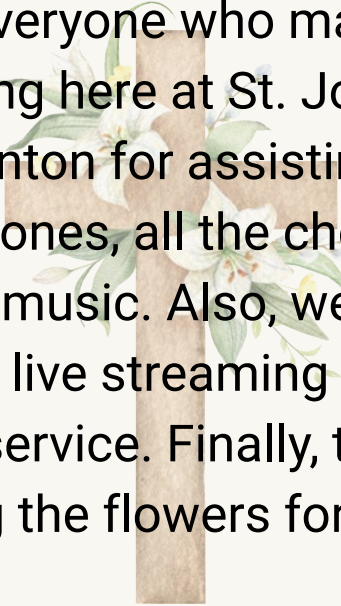 veryone who ma
ng here at St. Jo
nton for assistin
ones, all the cho
music. Also, we
live streaming
service. Finally, t
g the flowers for